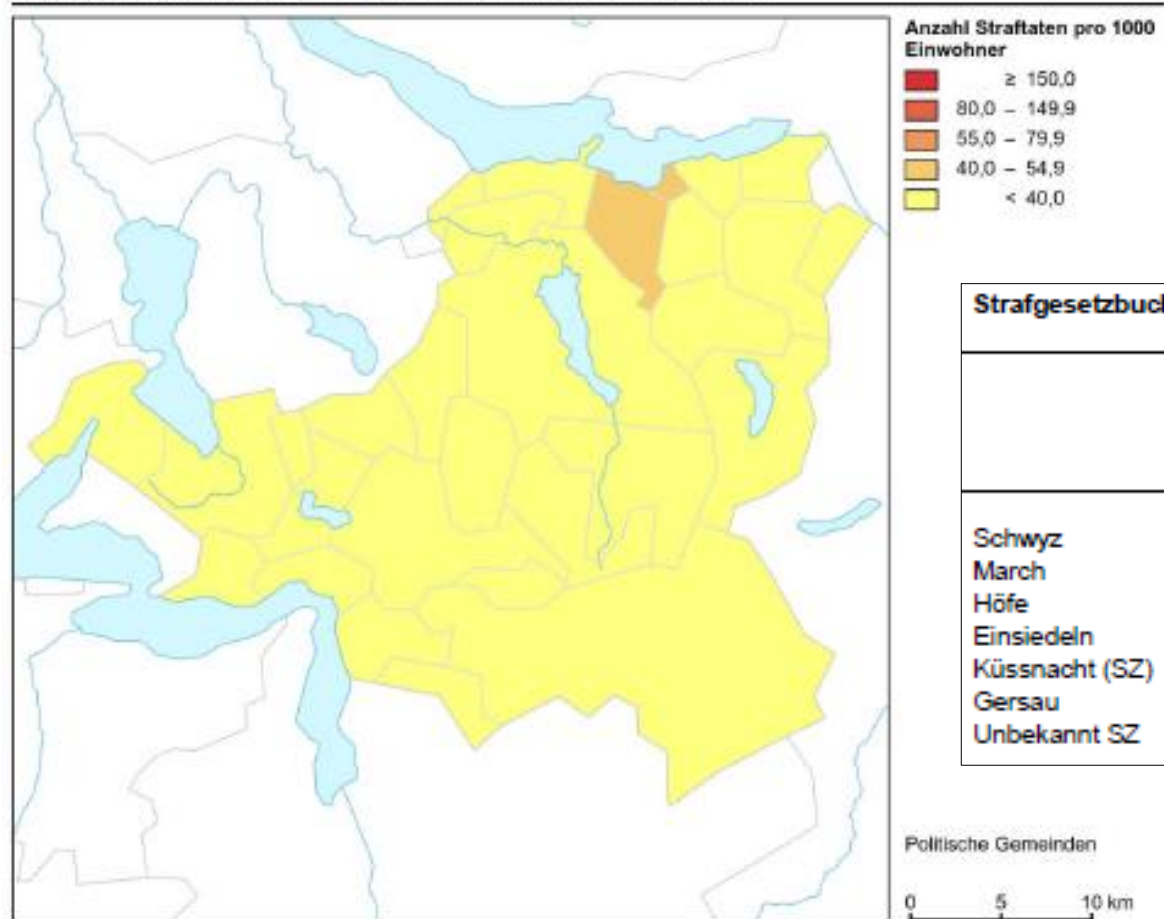 Anzahl Straftaten pro 1000
Einwohner
≥ 150,0
80,0 – 149,9
55,0 – 79,9
40,0 – 54,9
< 40,0
Schwyz
March
Höfe
Einsiedeln
Küssnacht (SZ)
Gersau
Unbekannt SZ
Politische Gemeinden
0 5 10 km